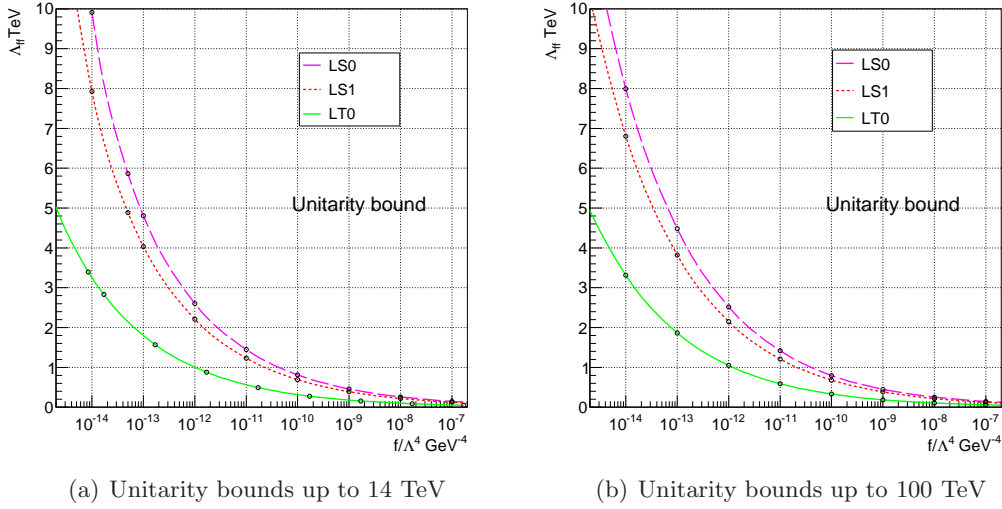 Λff TeV
10
9
8
7
6
5
4
3
2
1
0
LS0
LS1
LT0
Unitarity bound
10-14 10-13 10-12 10-11 10-10 10-9 10-8 10-7
f/Λ4 GeV-4
(a) Unitarity bounds up to 14 TeV
Λff TeV
10
9
8
7
6
5
4
3
2
1
0
LS0
LS1
LT0
Unitarity bound
10-14 10-13 10-12 10-11 10-10 10-9 10-8 10-7
f/Λ4 GeV-4
(b) Unitarity bounds up to 100 TeV